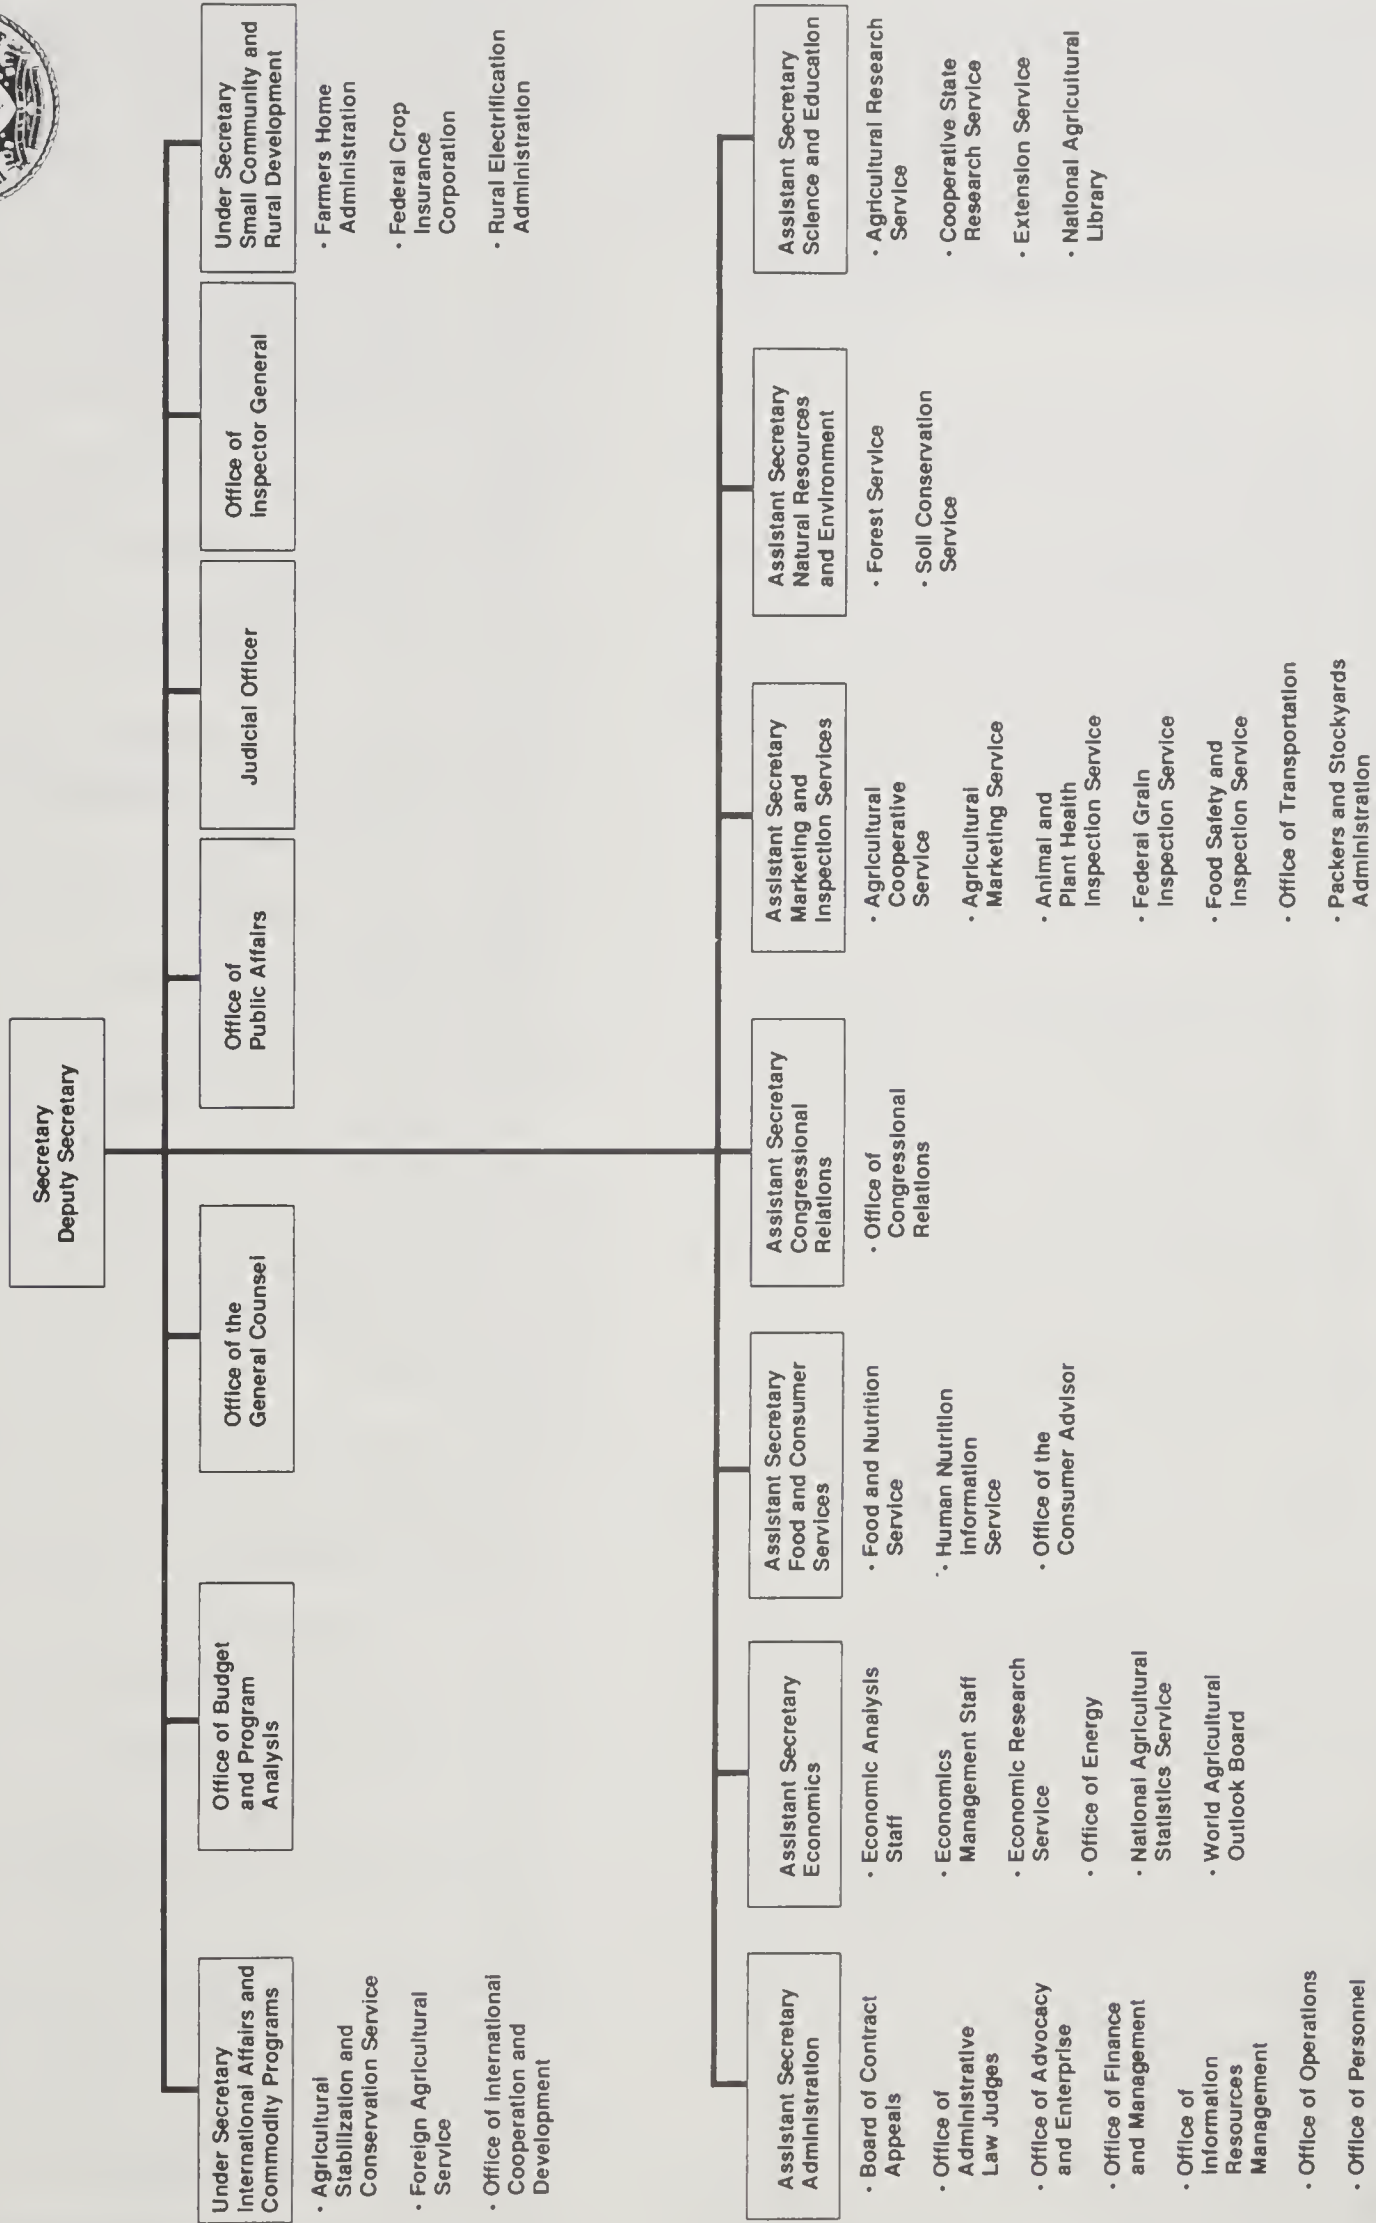 Secretary
Deputy Secretary
Under Secretary
International Affairs and
Commodity Programs
• Agricultural
Stabilization and
Conservation Service
• Foreign Agricultural
Service
• Office of International
Cooperation and
Development
Office of Budget
and Program
Analysis
Office of the
General Counsel
Office of
Public Affairs
Judicial Officer
Office of
Inspector General
Under Secretary
Small Community and
Rural Development
• Farmers Home
Administration
• Federal Crop
Insurance
Corporation
• Rural Electrification
Administration
Assistant Secretary
Administration
• Board of Contract
Appeals
• Office of
Administrative
Law Judges
• Office of Advocacy
and Enterprise
• Office of Finance
and Management
• Office of
Information
Resources
Management
• Office of Operations
• Office of Personnel
Assistant Secretary
Economics
• Economic Analysis
Staff
• Economics
Management Staff
• Economic Research
Service
• Office of Energy
• National Agricultural
Statistics Service
• World Agricultural
Outlook Board
Assistant Secretary
Food and Consumer
Services
• Food and Nutrition
Service
• Human Nutrition
Information
Service
• Office of the
Consumer Advisor
Assistant Secretary
Congressional
Relations
• Office of
Congressional
Relations
Assistant Secretary
Marketing and
Inspection Services
• Agricultural
Cooperative
Service
• Agricultural
Marketing Service
• Animal and
Plant Health
Inspection Service
• Federal Grain
Inspection Service
• Food Safety and
Inspection Service
• Office of Transportation
• Packers and Stockyards
Administration
Assistant Secretary
Natural Resources
and Environment
• Forest Service
• Soil Conservation
Service
Assistant Secretary
Science and Education
• Agricultural Research
Service
• Cooperative State
Research Service
• Extension Service
• National Agricultural
Library